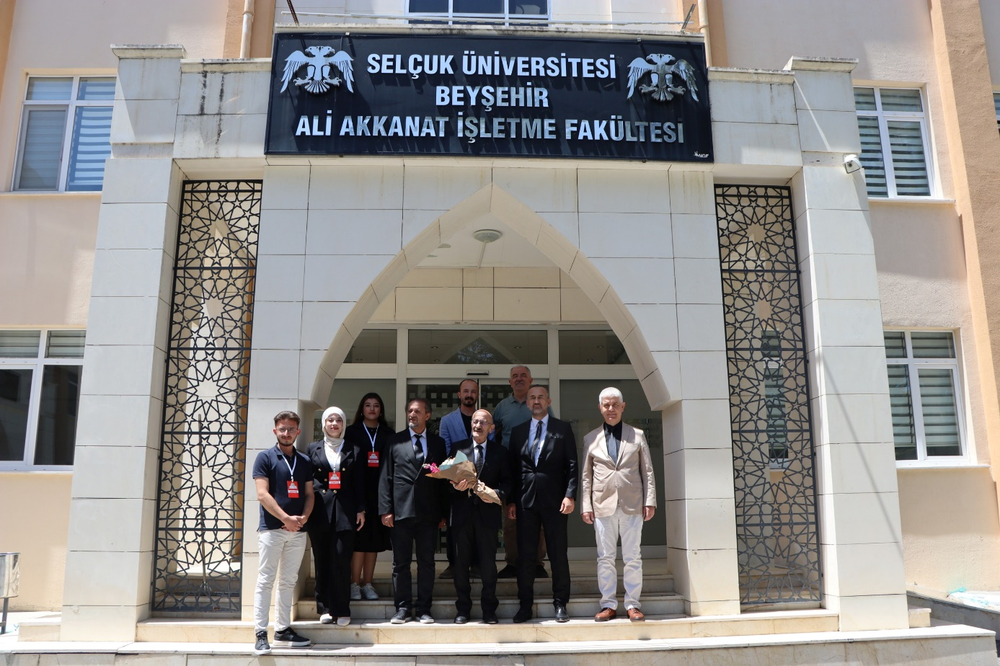 SELÇUK ÜNİVERSİTESİ
BEYŞEHİR
ALİ AKKANAT İŞLETME FAKÜLTESİ